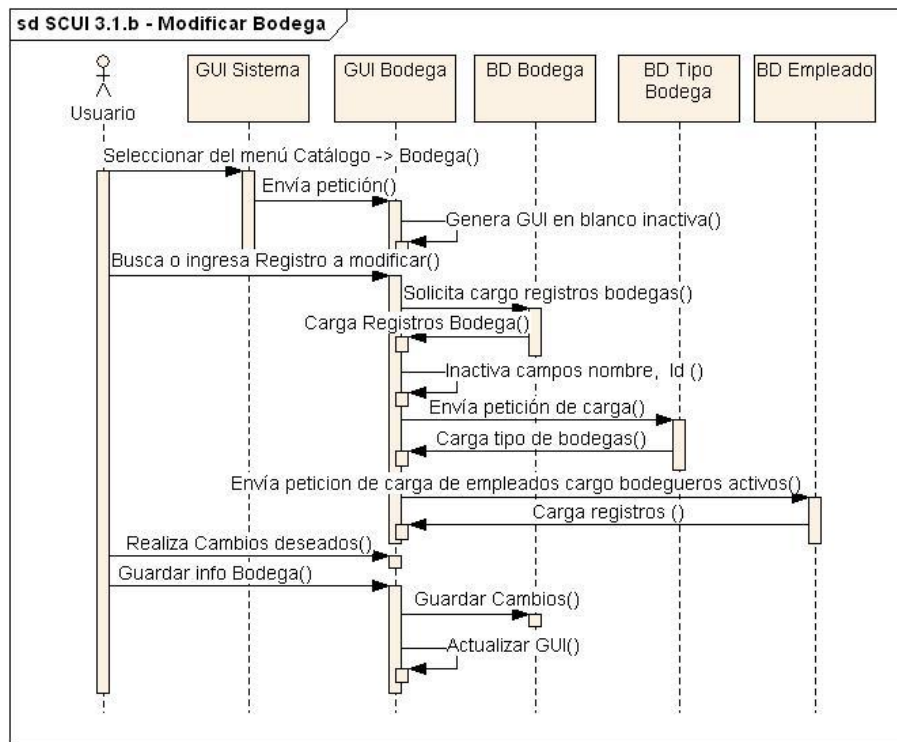 sd SCUI 3.1.b - Modificar Bodega
Usuario
GUI Sistema
GUI Bodega
BD Bodega
BD Tipo
Bodega
BD Empleado
Seleccionar del menú Catálogo -> Bodega()
Envía petición()
Genera GUI en blanco inactiva()
Busca o ingresa Registro a modificar()
Solicita cargo registros bodegas()
Carga Registros Bodega()
Inactiva campos nombre, Id ()
Envía petición de carga()
Carga tipo de bodegas()
Envía peticion de carga de empleados cargo bodegueros activos()
Carga registros ()
Realiza Cambios deseados()
Guardar info Bodega()
Guardar Cambios()
Actualizar GUI()